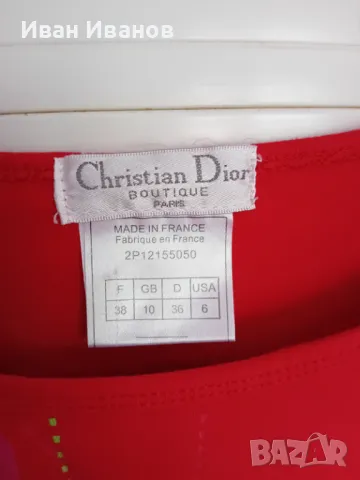 Иван Иванов
Christian Dior
BOUTIQUE
PARIS
MADE IN FRANCE
Fabriqué en France
2P12155050
F GB D USA
38 10 36 6
BAZAR